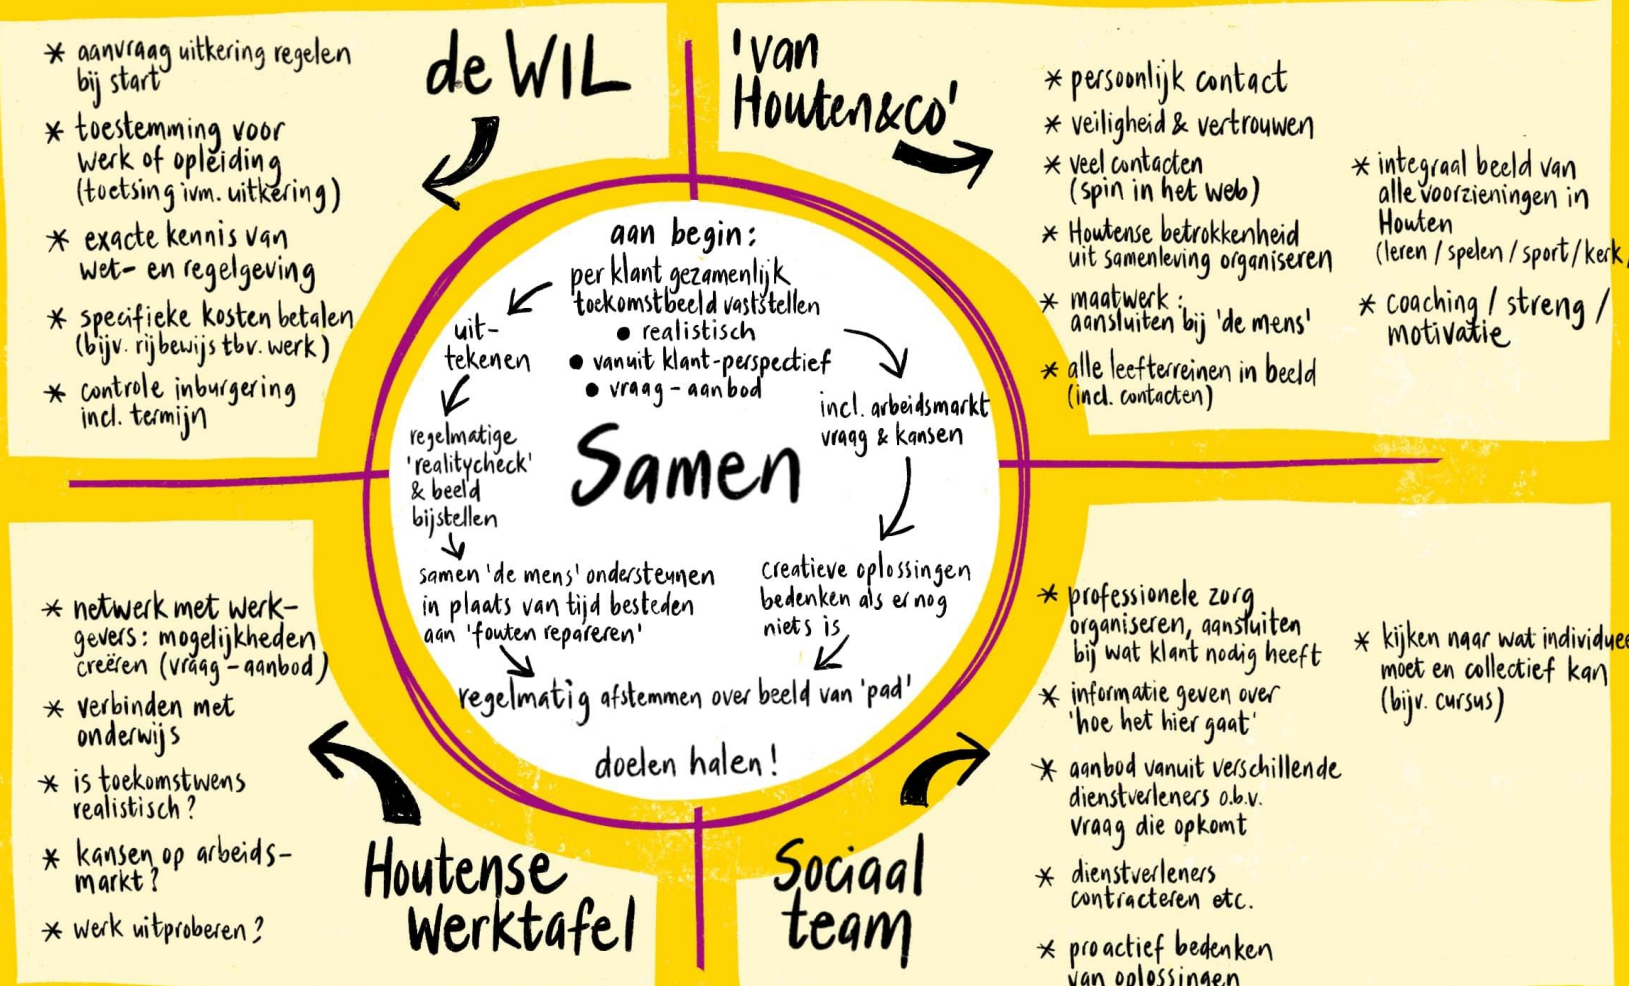 de WIL
* aanvraag uitkering regelen
bij start
* toestemming voor
werk of opleiding
(toetsing ivm. uitkering)
* exacte kennis van
wet- en regelgeving
* specifieke kosten betalen
(bijv. rijbewijs tbv. werk)
* controle inburgering
incl. termijn
'van
Houten&co'
* persoonlijk contact
* veiligheid & vertrouwen
* veel contacten
(spin in het web)
* Houtense betrokkenheid
uit samenleving organiseren
* maatwerk:
aansluiten bij 'de mens'
* alle leefterreinen in beeld
(incl. contacten)
* integraal beeld van
alle voorzieningen in
Houten
(leren / spelen / sport / kerk /
* coaching / streng /
motivatie
aan begin:
per klant gezamenlijk
toekomstbeeld vaststellen
• realistisch
• vanuit klant-perspectief
• vraag - aanbod
uit-
tekenen
regelmatige
'realitycheck'
& beeld
bijstellen
samen 'de mens' ondersteunen
in plaats van tijd besteden
aan 'fouten repareren'
Samen
incl. arbeidsmarkt
vraag & kansen
creatieve oplossingen
bedenken als er nog
niets is
regelmatig afstemmen over beeld van 'pad'
doelen halen!
* netwerk met werk-
gevers: mogelijkheden
creëren (vraag - aanbod)
* verbinden met
onderwijs
* is toekomstwens
realistisch?
* kansen op arbeids-
markt?
* werk uitproberen?
Houtense
Werktafel
Sociaal
team
* professionele zorg
organiseren, aansluiten
bij wat klant nodig heeft
* informatie geven over
'hoe het hier gaat'
* aanbod vanuit verschillende
dienstverleners o.b.v.
vraag die opkomt
* dienstverleners
contracteren etc.
* pro actief bedenken
van oplossingen
* kijken naar wat individuee
moet en collectief kan
(bijv. cursus)